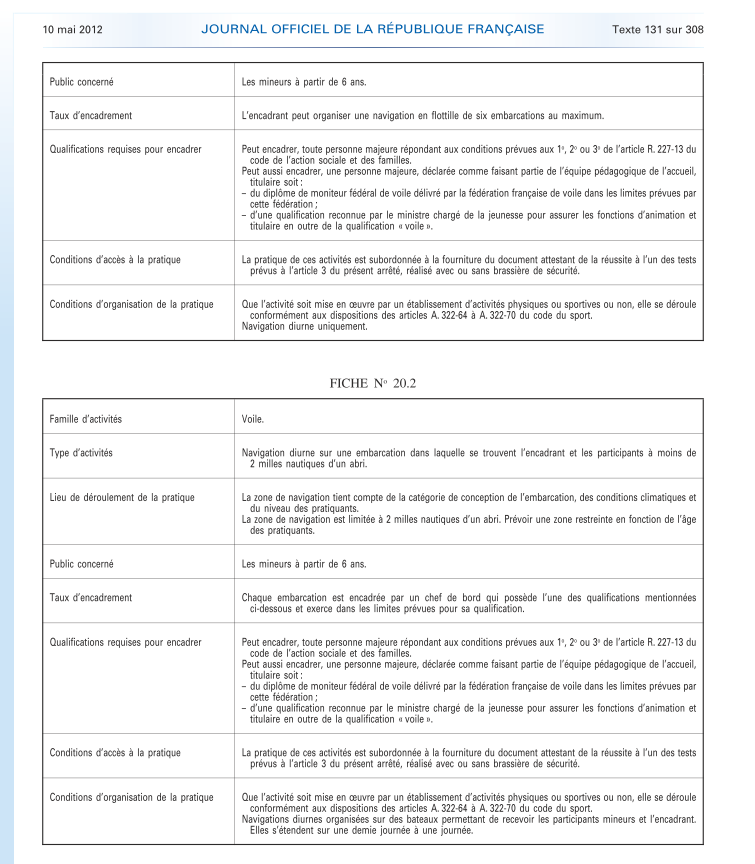 10 mai 2012
JOURNAL OFFICIEL DE LA RÉPUBLIQUE FRANÇAISE
Texte 131 sur 308
Public concerné
Les mineurs à partir de 6 ans.
Taux d'encadrement
L'encadrant peut organiser une navigation en flottille de six embarcations au maximum.
Qualifications requises pour encadrer
Peut encadrer, toute personne majeure répondant aux conditions prévues aux 1º, 2º ou 3º de l'article R. 227-13 du
code de l'action sociale et des familles.
Peut aussi encadrer, une personne majeure, déclarée comme faisant partie de l'équipe pédagogique de l'accueil,
titulaire soit :
– du diplôme de moniteur fédéral de voile délivré par la fédération française de voile dans les limites prévues par
cette fédération ;
– d'une qualification reconnue par le ministre chargé de la jeunesse pour assurer les fonctions d'animation et
titulaire en outre de la qualification « voile ».
Conditions d'accès à la pratique
La pratique de ces activités est subordonnée à la fourniture du document attestant de la réussite à l'un des tests
prévus à l'article 3 du présent arrêté, réalisé avec ou sans brassière de sécurité.
Conditions d'organisation de la pratique
Que l'activité soit mise en œuvre par un établissement d'activités physiques ou sportives ou non, elle se déroule
conformément aux dispositions des articles A. 322-64 à A. 322-70 du code du sport.
Navigation diurne uniquement.
FICHE Nº 20.2
Famille d'activités
Voile.
Type d'activités
Navigation diurne sur une embarcation dans laquelle se trouvent l'encadrant et les participants à moins de
2 milles nautiques d'un abri.
Lieu de déroulement de la pratique
La zone de navigation tient compte de la catégorie de conception de l'embarcation, des conditions climatiques et
du niveau des pratiquants.
La zone de navigation est limitée à 2 milles nautiques d'un abri. Prévoir une zone restreinte en fonction de l'âge
des pratiquants.
Public concerné
Les mineurs à partir de 6 ans.
Taux d'encadrement
Chaque embarcation est encadrée par un chef de bord qui possède l'une des qualifications mentionnées
ci-dessous et exerce dans les limites prévues pour sa qualification.
Qualifications requises pour encadrer
Peut encadrer, toute personne majeure répondant aux conditions prévues aux 1º, 2º ou 3º de l'article R. 227-13 du
code de l'action sociale et des familles.
Peut aussi encadrer, une personne majeure, déclarée comme faisant partie de l'équipe pédagogique de l'accueil,
titulaire soit :
– du diplôme de moniteur fédéral de voile délivré par la fédération française de voile dans les limites prévues par
cette fédération ;
– d'une qualification reconnue par le ministre chargé de la jeunesse pour assurer les fonctions d'animation et
titulaire en outre de la qualification « voile ».
Conditions d'accès à la pratique
La pratique de ces activités est subordonnée à la fourniture du document attestant de la réussite à l'un des tests
prévus à l'article 3 du présent arrêté, réalisé avec ou sans brassière de sécurité.
Conditions d'organisation de la pratique
Que l'activité soit mise en œuvre par un établissement d'activités physiques ou sportives ou non, elle se déroule
conformément aux dispositions des articles A. 322-64 à A. 322-70 du code du sport.
Navigations diurnes organisées sur des bateaux permettant de recevoir les participants mineurs et l'encadrant.
Elles s'étendent sur une demie journée à une journée.